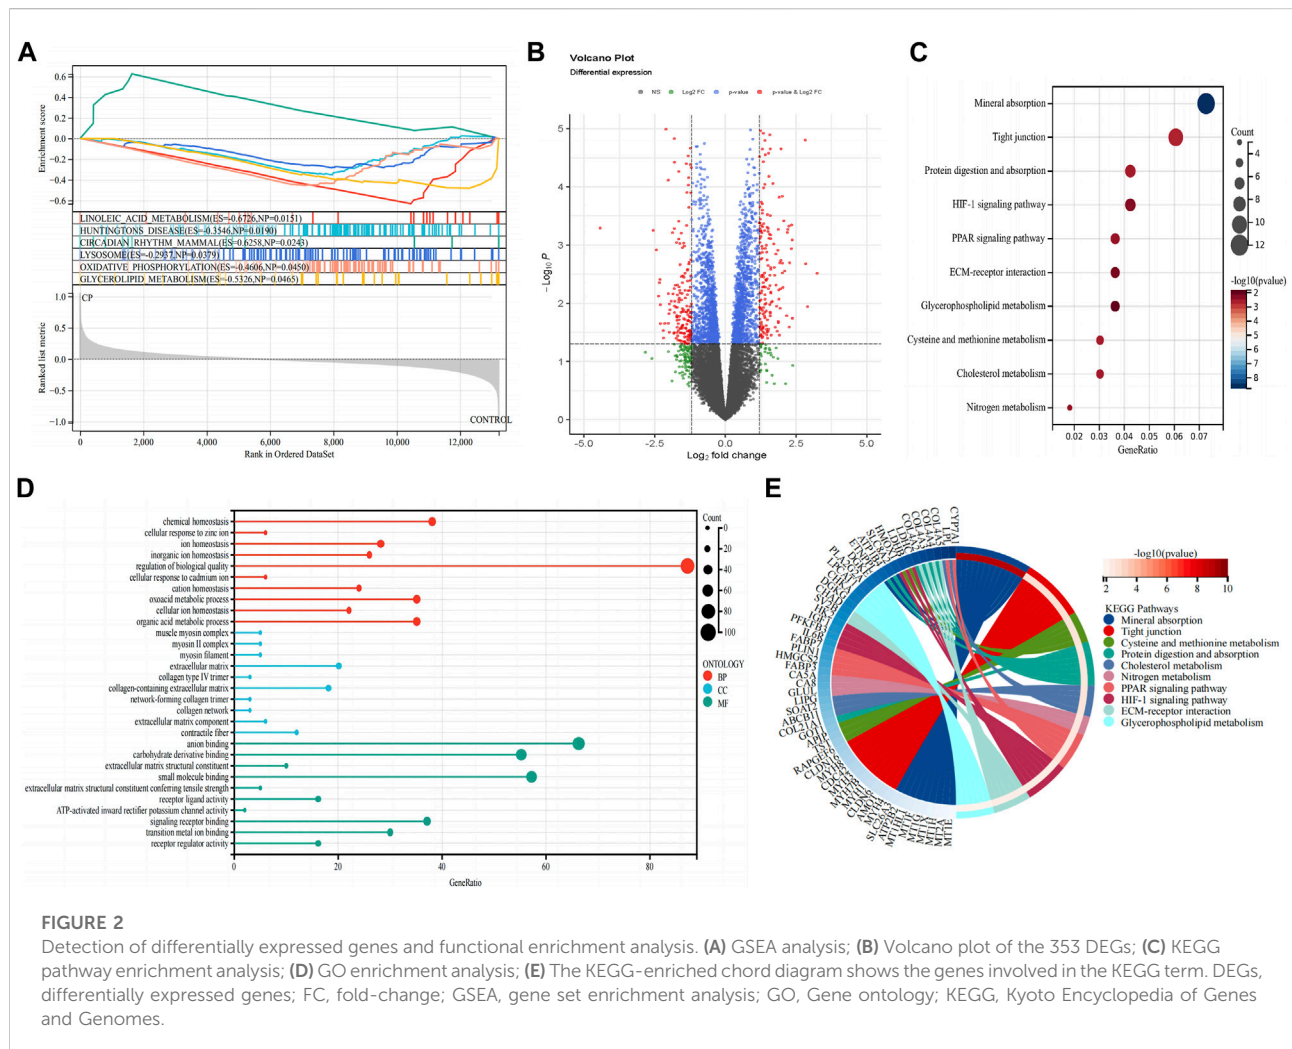 A
0.6
0.4
0.2
0.0
−0.2
−0.4
−0.6
Enrichment score
LINOLEIC_ACID_METABOLISM(ES=-0.6726,NP=0.0151)
HUNTINGTONS_DISEASE(ES=-0.3546,NP=0.0190)
CIRCADIAN_RHYTHM_MAMMAL(ES=0.6258,NP=0.0243)
LYSOSOME(ES=-0.2937,NP=0.0379)
OXIDATIVE_PHOSPHORYLATION(ES=-0.4606,NP=0.0450)
GLYCEROLIPID_METABOLISM(ES=-0.5326,NP=0.0465)
1.0
0.5
0.0
−0.5
−1.0
Ranked list metric
CP
CONTROL
0 2,000 4,000 6,000 8,000 10,000 12,000
Rank in Ordered DataSet
B
Volcano Plot
Differential expression
NS Log2 FC p-value p-value & Log2 FC
5
4
3
2
1
0
−Log10 P
-5.0 -2.5 0.0 2.5 5.0
Log2 fold change
C
Mineral absorption
Tight junction
Protein digestion and absorption
HIF-1 signaling pathway
PPAR signaling pathway
ECM-receptor interaction
Glycerophospholipid metabolism
Cysteine and methionine metabolism
Cholesterol metabolism
Nitrogen metabolism
0.02 0.03 0.04 0.05 0.06 0.07
GeneRatio
Count
4
6
8
10
12
-log10(pvalue)
2
3
4
5
6
7
8
D
chemical homeostasis
cellular response to zinc ion
ion homeostasis
inorganic ion homeostasis
regulation of biological quality
cellular response to cadmium ion
cation homeostasis
oxoacid metabolic process
cellular ion homeostasis
organic acid metabolic process
muscle myosin complex
myosin II complex
myosin filament
extracellular matrix
collagen type IV trimer
collagen-containing extracellular matrix
network-forming collagen trimer
collagen network
extracellular matrix component
contractile fiber
anion binding
carbohydrate derivative binding
extracellular matrix structural constituent
small molecule binding
extracellular matrix structural constituent conferring tensile strength
receptor ligand activity
ATP-activated inward rectifier potassium channel activity
signaling receptor binding
transition metal ion binding
receptor regulator activity
0 20 40 60 80
GeneRatio
Count
0
20
40
60
80
100
ONTOLOGY
BP
CC
MF
E
CYP7A1
LPL
PFKFB3
IL6R
FABP7
PLIN1
HMGCS2
FABP3
CA5A
CA8
GLUL
LIPG
SOAT2
ABCB11
COL21A1
GOT1
MT1A
MT1E
-log10(pvalue)
2 4 6 8 10
KEGG Pathways
Mineral absorption
Tight junction
Cysteine and methionine metabolism
Protein digestion and absorption
Cholesterol metabolism
Nitrogen metabolism
PPAR signaling pathway
HIF-1 signaling pathway
ECM-receptor interaction
Glycerophospholipid metabolism
FIGURE 2
Detection of differentially expressed genes and functional enrichment analysis. (A) GSEA analysis; (B) Volcano plot of the 353 DEGs; (C) KEGG
pathway enrichment analysis; (D) GO enrichment analysis; (E) The KEGG-enriched chord diagram shows the genes involved in the KEGG term. DEGs,
differentially expressed genes; FC, fold-change; GSEA, gene set enrichment analysis; GO, Gene ontology; KEGG, Kyoto Encyclopedia of Genes
and Genomes.